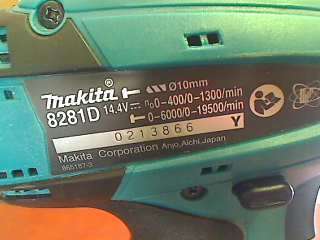 makita Ø10mm
8281D 14.4V⎓ n₀0-400/0-1300/min
0-6000/0-19500/min
0213866 Y
Makita Corporation Anjo,Aichi,Japan